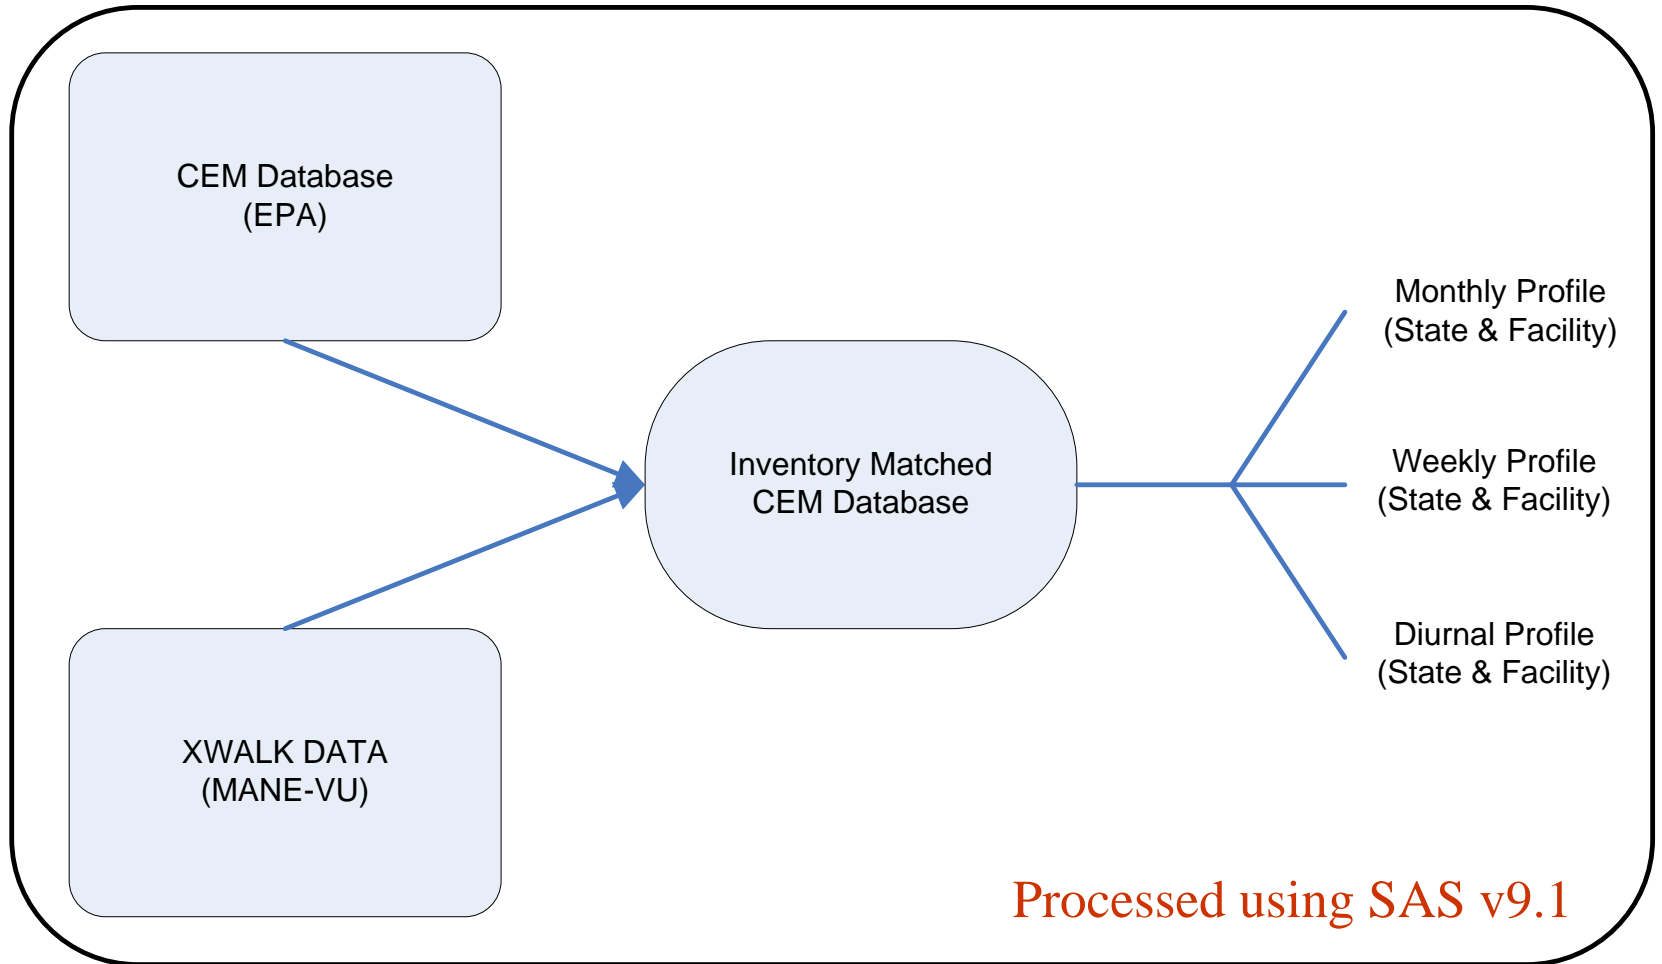 CEM Database
(EPA)
XWALK DATA
(MANE-VU)
Inventory Matched
CEM Database
Monthly Profile
(State & Facility)
Weekly Profile
(State & Facility)
Diurnal Profile
(State & Facility)
Processed using SAS v9.1